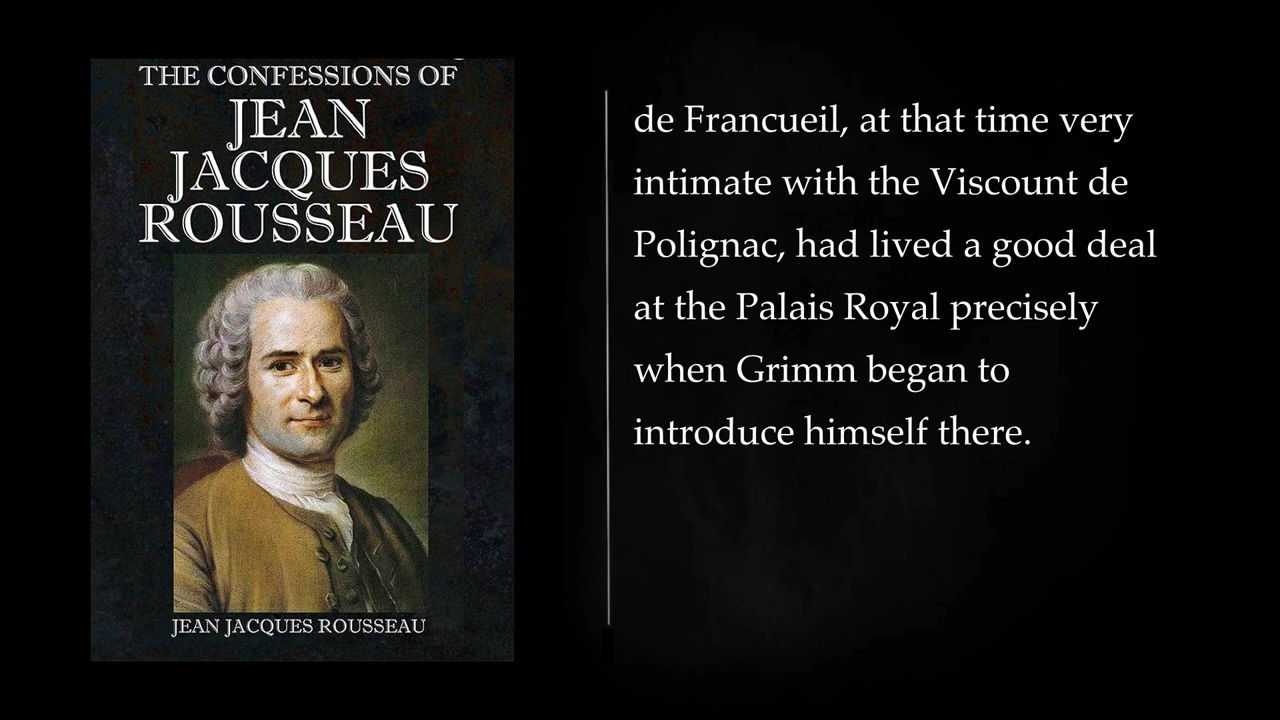 THE CONFESSIONS OF
JEAN
JACQUES
ROUSSEAU
JEAN JACQUES ROUSSEAU
de Francueil, at that time very
intimate with the Viscount de
Polignac, had lived a good deal
at the Palais Royal precisely
when Grimm began to
introduce himself there.